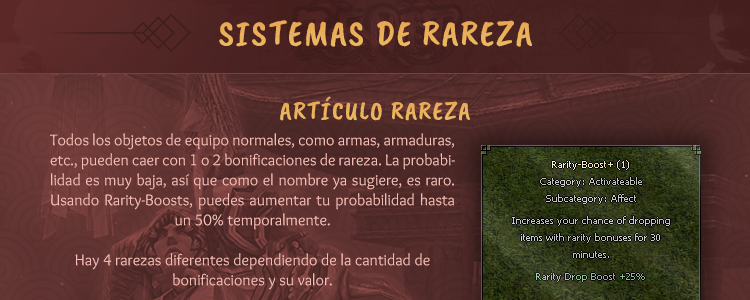 SISTEMAS DE RAREZA
ARTÍCULO RAREZA
Todos los objetos de equipo normales, como armas, armaduras,
etc., pueden caer con 1 o 2 bonificaciones de rareza. La probabi-
lidad es muy baja, así que como el nombre ya sugiere, es raro.
Usando Rarity-Boosts, puedes aumentar tu probabilidad hasta
un 50% temporalmente.
Hay 4 rarezas diferentes dependiendo de la cantidad de
bonificaciones y su valor.
Rarity-Boost+ (1)
Category: Activateable
Subcategory: Affect
Increases your chance of dropping
items with rarity bonuses for 30
minutes.
Rarity Drop Boost +25%